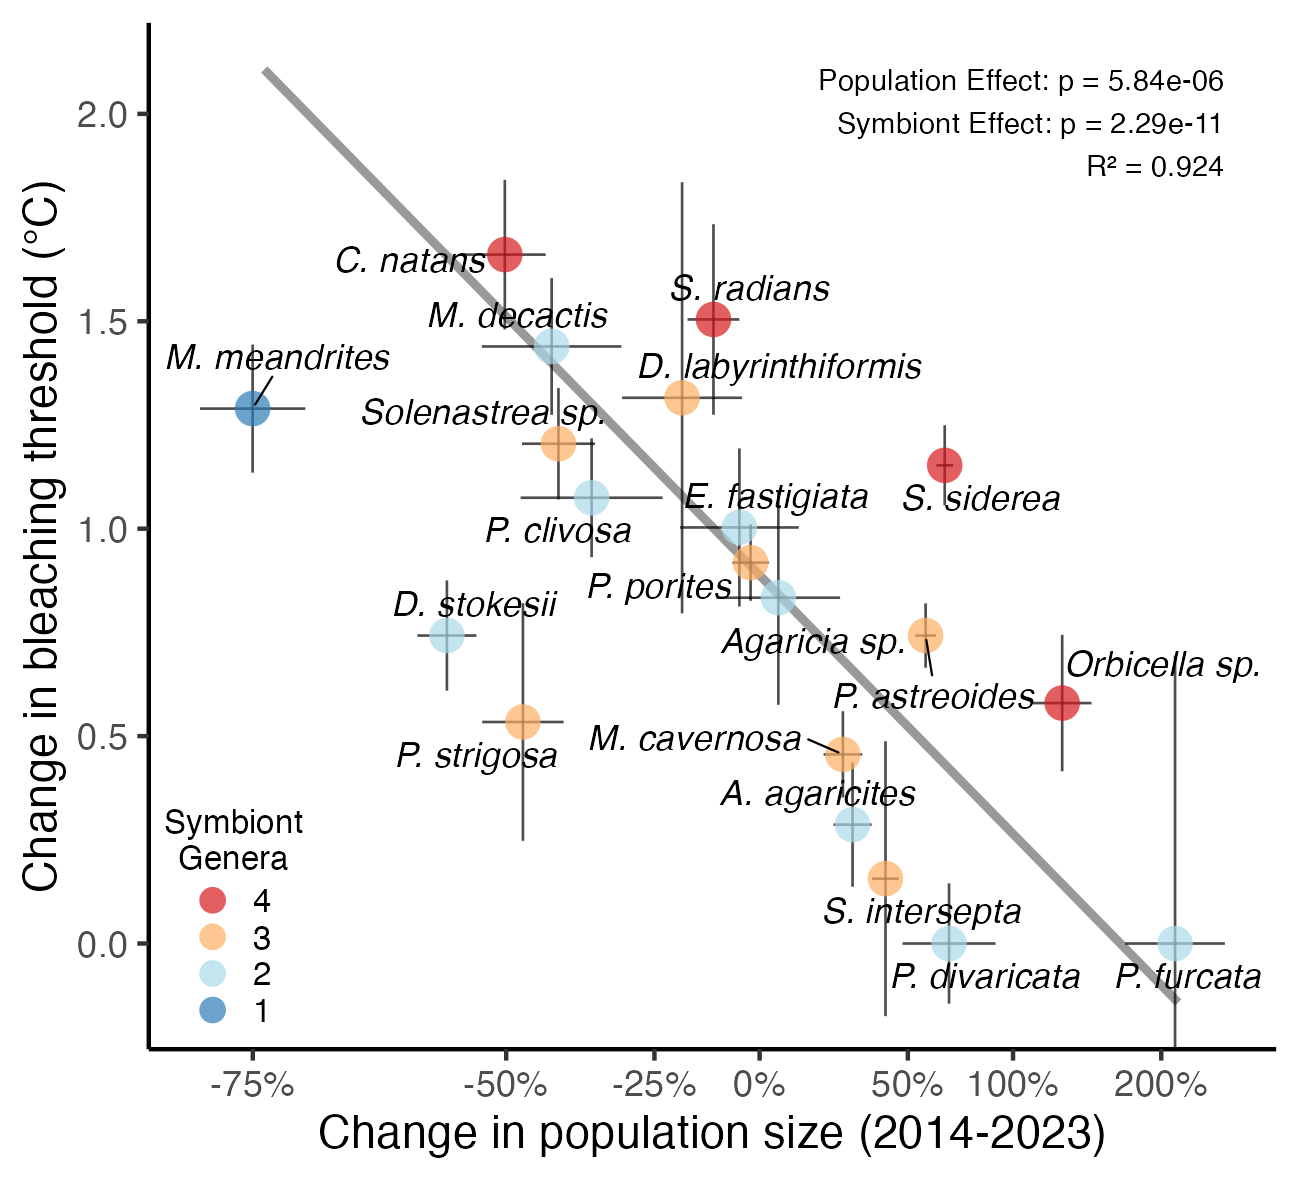 Population Effect: p = 5.84e-06
Symbiont Effect: p = 2.29e-11
R² = 0.924
Change in bleaching threshold (°C)
2.0
1.5
1.0
0.5
0.0
C. natans
S. radians
M. decactis
M. meandrites
D. labyrinthiformis
Solenastrea sp.
E. fastigiata
S. siderea
P. clivosa
P. porites
D. stokesii
Agaricia sp.
Orbicella sp.
P. astreoides
M. cavernosa
P. strigosa
A. agaricites
S. intersepta
P. divaricata
P. furcata
Symbiont
Genera
4
3
2
1
-75%
-50%
-25%
0%
50%
100%
200%
Change in population size (2014-2023)